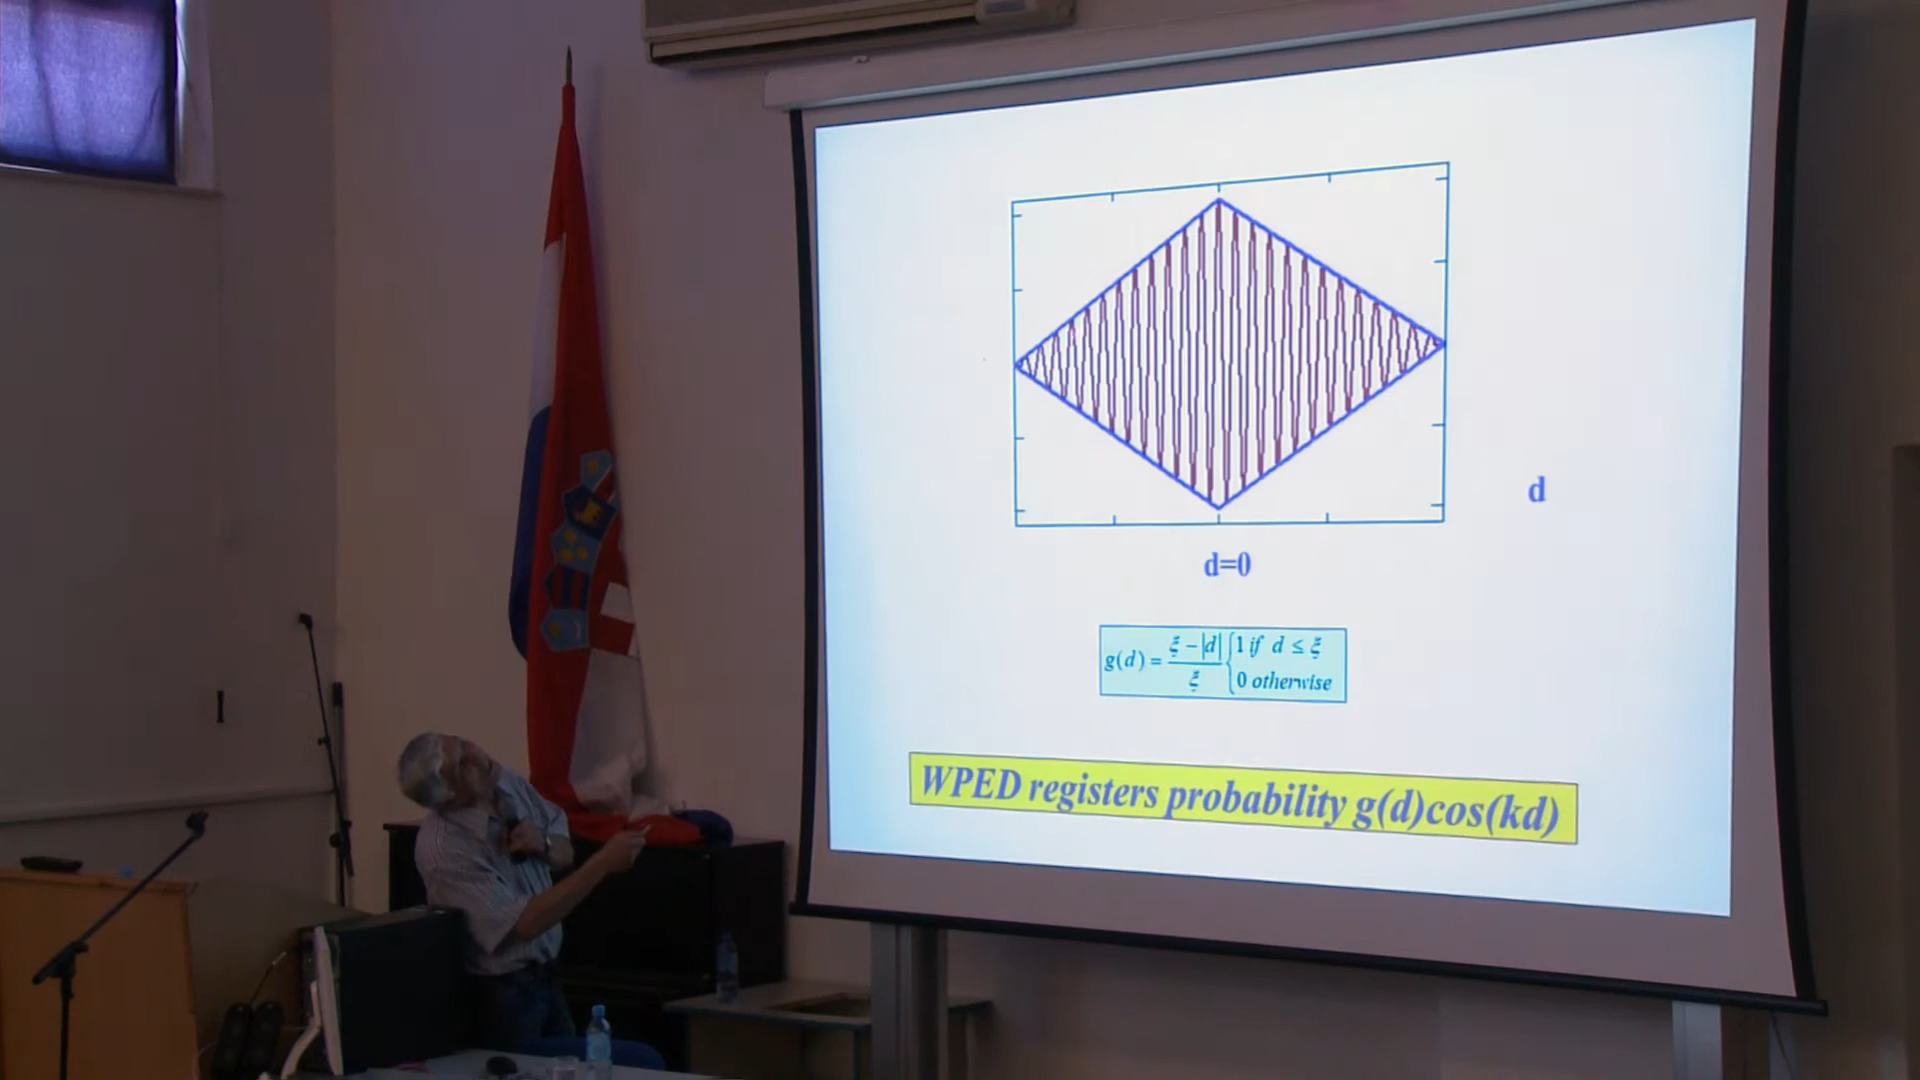 d
d=0
g(d) = ξ − |d| / ξ { 1 if d ≤ ξ
0 otherwise
WPED registers probability g(d)cos(kd)